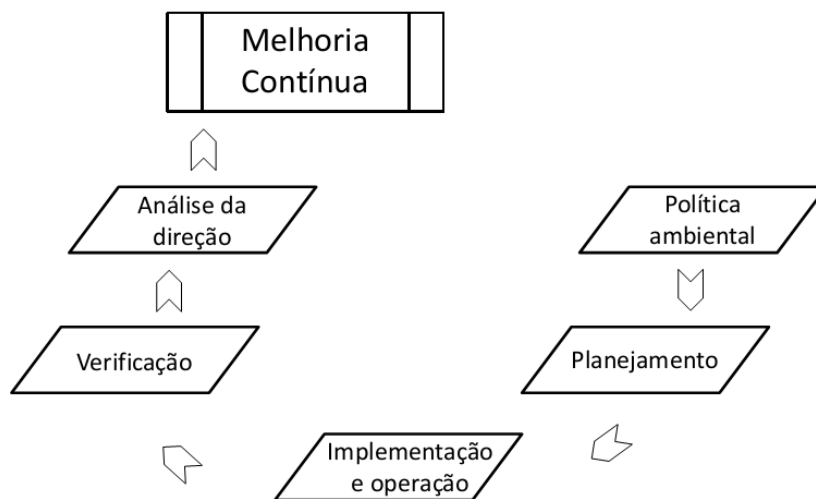 Melhoria
Contínua
Análise da
direção
Política
ambiental
Verificação
Planejamento
Implementação
e operação